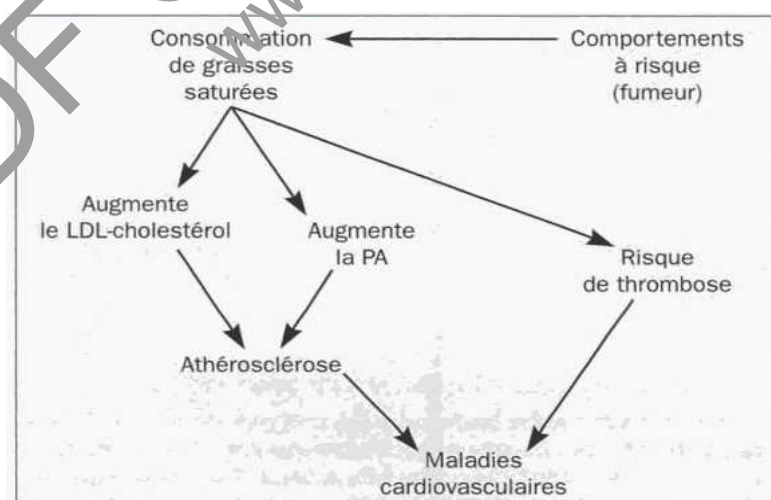 Consommation
de graisses
saturées
Comportements
à risque
(fumeur)
Augmente
le LDL-cholestérol
Augmente
la PA
Risque
de thrombose
Athérosclérose
Maladies
cardiovasculaires